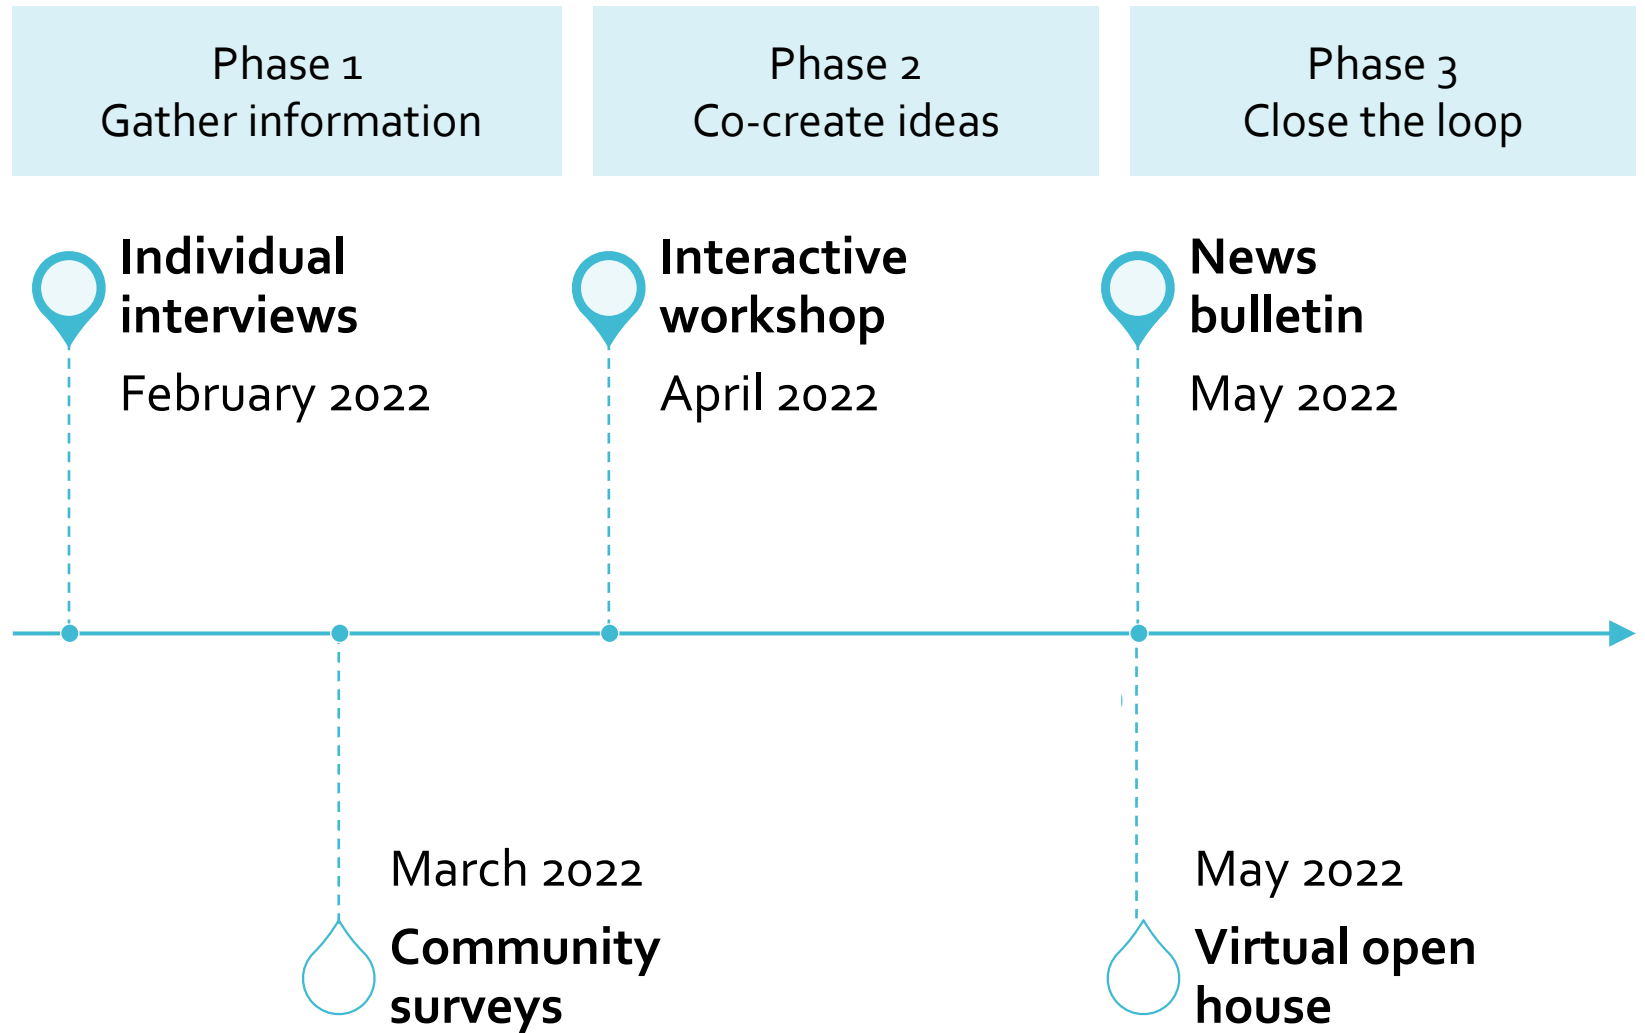 Phase 1
Gather information
Phase 2
Co-create ideas
Phase 3
Close the loop
Individual
interviews
February 2022
Interactive
workshop
April 2022
News
bulletin
May 2022
March 2022
Community
surveys
May 2022
Virtual open
house